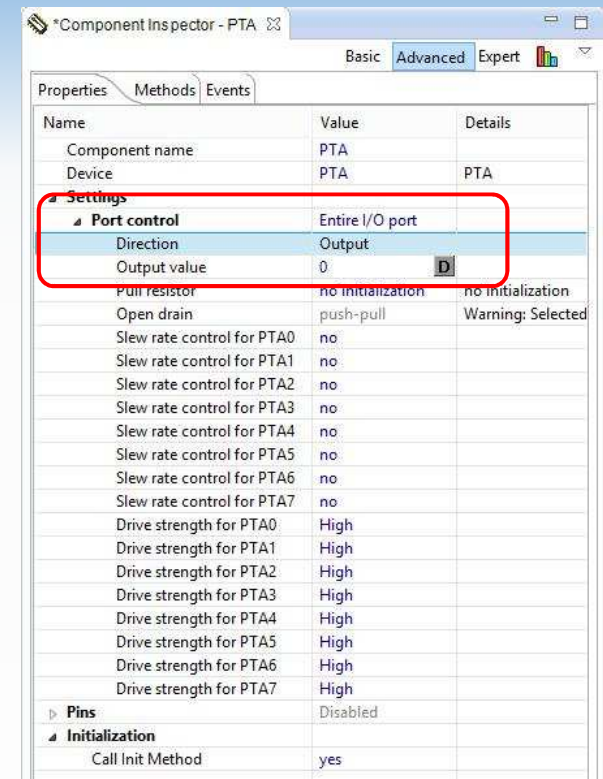 *Component Inspector - PTA
Basic Advanced Expert
Properties Methods Events
Name Value Details
Component name PTA
Device PTA PTA
Settings
Port control Entire I/O port
Direction Output
Output value 0 D
Pull resistor no initialization no initialization
Open drain push-pull Warning: Selected
Slew rate control for PTA0 no
Slew rate control for PTA1 no
Slew rate control for PTA2 no
Slew rate control for PTA3 no
Slew rate control for PTA4 no
Slew rate control for PTA5 no
Slew rate control for PTA6 no
Slew rate control for PTA7 no
Drive strength for PTA0 High
Drive strength for PTA1 High
Drive strength for PTA2 High
Drive strength for PTA3 High
Drive strength for PTA4 High
Drive strength for PTA5 High
Drive strength for PTA6 High
Drive strength for PTA7 High
Pins Disabled
Initialization
Call Init Method yes